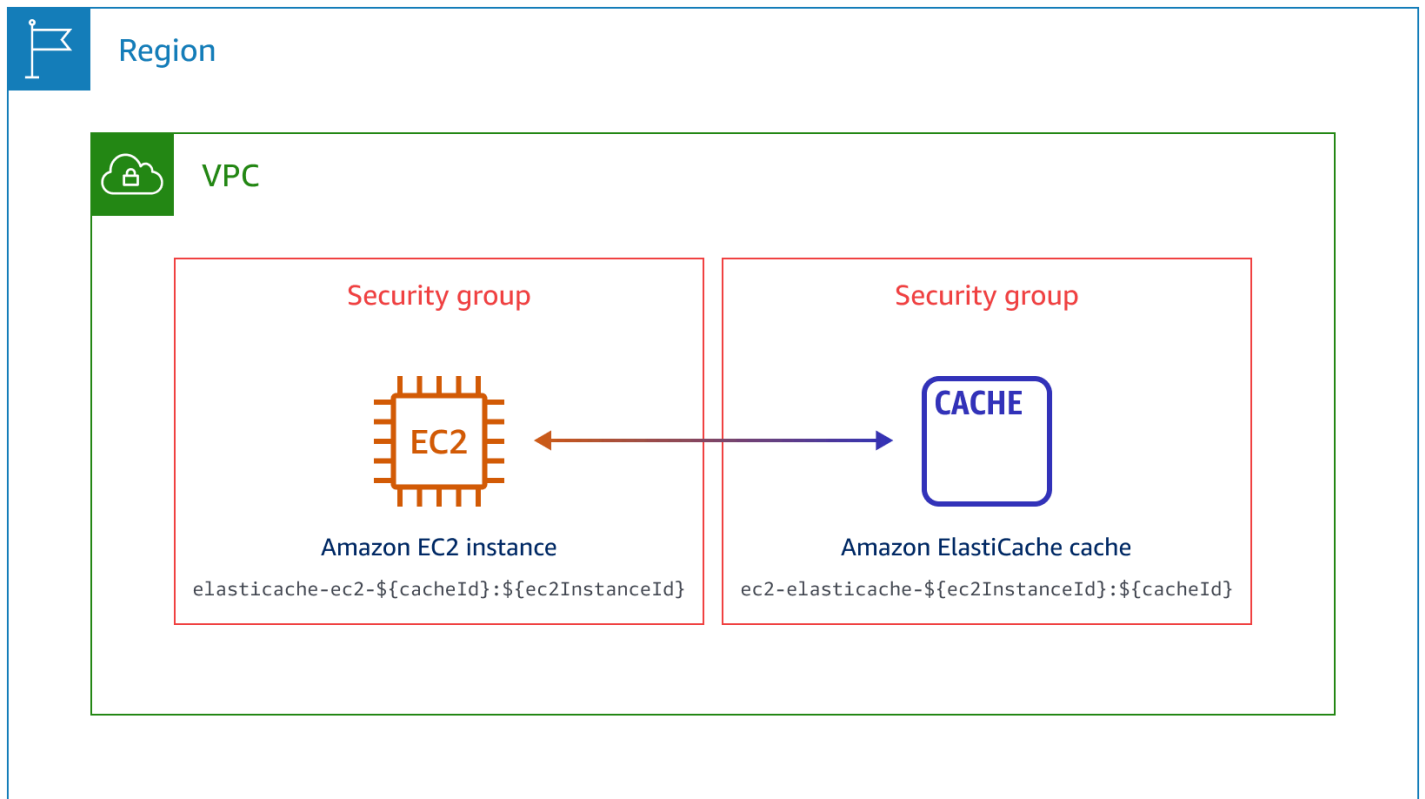 Region
VPC
Security group
Security group
EC2
CACHE
Amazon EC2 instance
Amazon ElastiCache cache
elasticache-ec2-${cacheId}:${ec2InstanceId}
ec2-elasticache-${ec2InstanceId}:${cacheId}